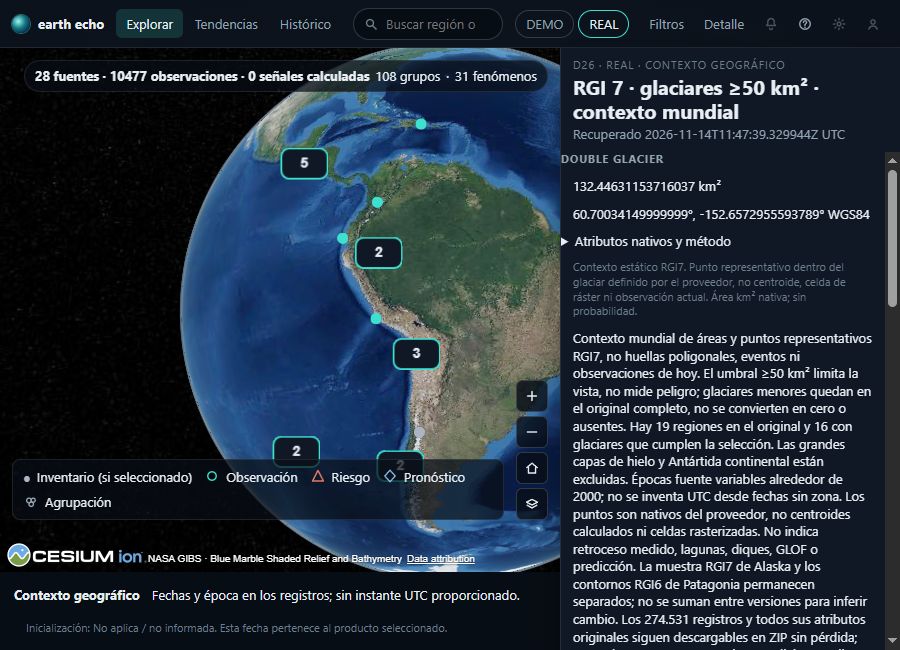 earth echo
Explorar
Tendencias
Histórico
Buscar región o
DEMO
REAL
Filtros
Detalle
28 fuentes · 10477 observaciones · 0 señales calculadas 108 grupos · 31 fenómenos
5
2
3
2
2
+
−
Inventario (si seleccionado)
Observación
Riesgo
Pronóstico
Agrupación
CESIUM ion
NASA GIBS · Blue Marble Shaded Relief and Bathymetry Data attribution
Contexto geográfico Fechas y época en los registros; sin instante UTC proporcionado.
Inicialización: No aplica / no informada. Esta fecha pertenece al producto seleccionado.
D26 · REAL · CONTEXTO GEOGRÁFICO
RGI 7 · glaciares ≥50 km² ·
contexto mundial
Recuperado 2026-11-14T11:47:39.329944Z UTC
DOUBLE GLACIER
132.44631153716037 km²
60.70034149999999°, -152.6572955593789° WGS84
Atributos nativos y método
Contexto estático RGI7. Punto representativo dentro del
glaciar definido por el proveedor, no centroide, celda de
ráster ni observación actual. Área km² nativa; sin
probabilidad.
Contexto mundial de áreas y puntos representativos
RGI7, no huellas poligonales, eventos ni
observaciones de hoy. El umbral ≥50 km² limita la
vista, no mide peligro; glaciares menores quedan en
el original completo, no se convierten en cero o
ausentes. Hay 19 regiones en el original y 16 con
glaciares que cumplen la selección. Las grandes
capas de hielo y Antártida continental están
excluidas. Épocas fuente variables alrededor de
2000; no se inventa UTC desde fechas sin zona. Los
puntos son nativos del proveedor, no centroides
calculados ni celdas rasterizadas. No indica
retroceso medido, lagunas, diques, GLOF o
predicción. La muestra RGI7 de Alaska y los
contornos RGI6 de Patagonia permanecen
separados; no se suman entre versiones para inferir
cambio. Los 274.531 registros y todos sus atributos
originales siguen descargables en ZIP sin pérdida;